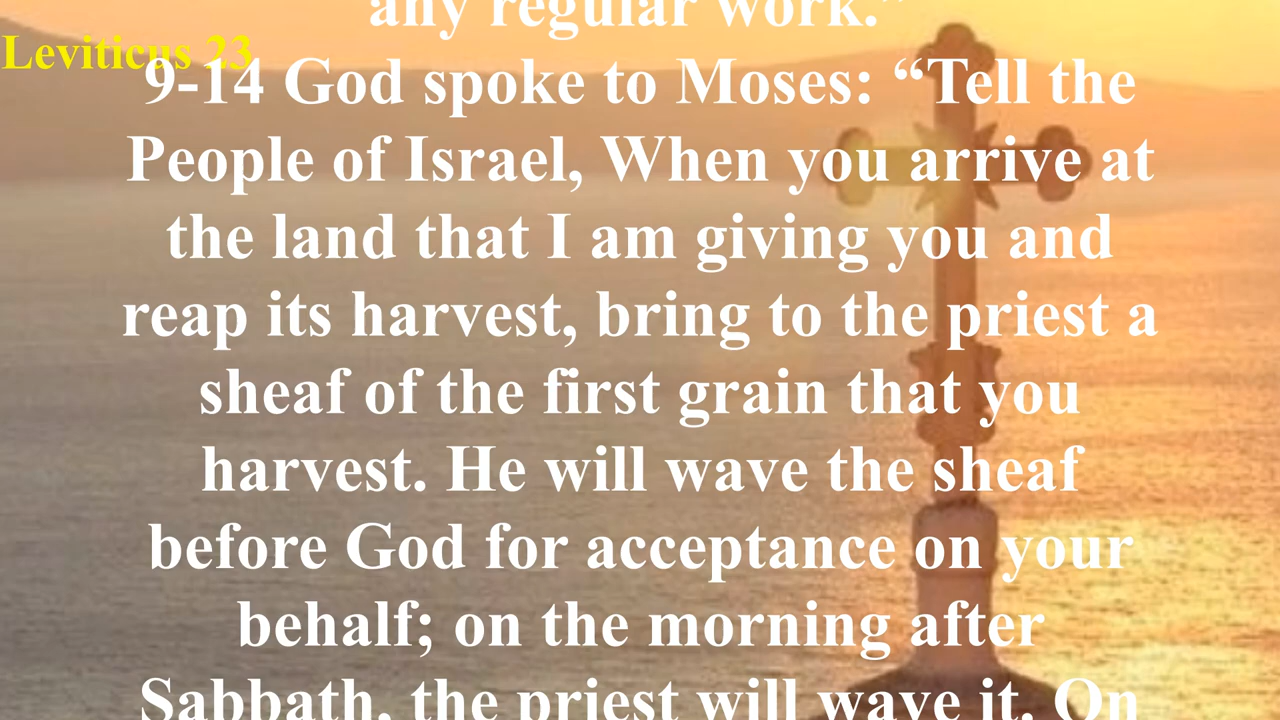 any regular work.”
Leviticus 23
9-14 God spoke to Moses: “Tell the
People of Israel, When you arrive at
the land that I am giving you and
reap its harvest, bring to the priest a
sheaf of the first grain that you
harvest. He will wave the sheaf
before God for acceptance on your
behalf; on the morning after
Sabbath, the priest will wave it. On